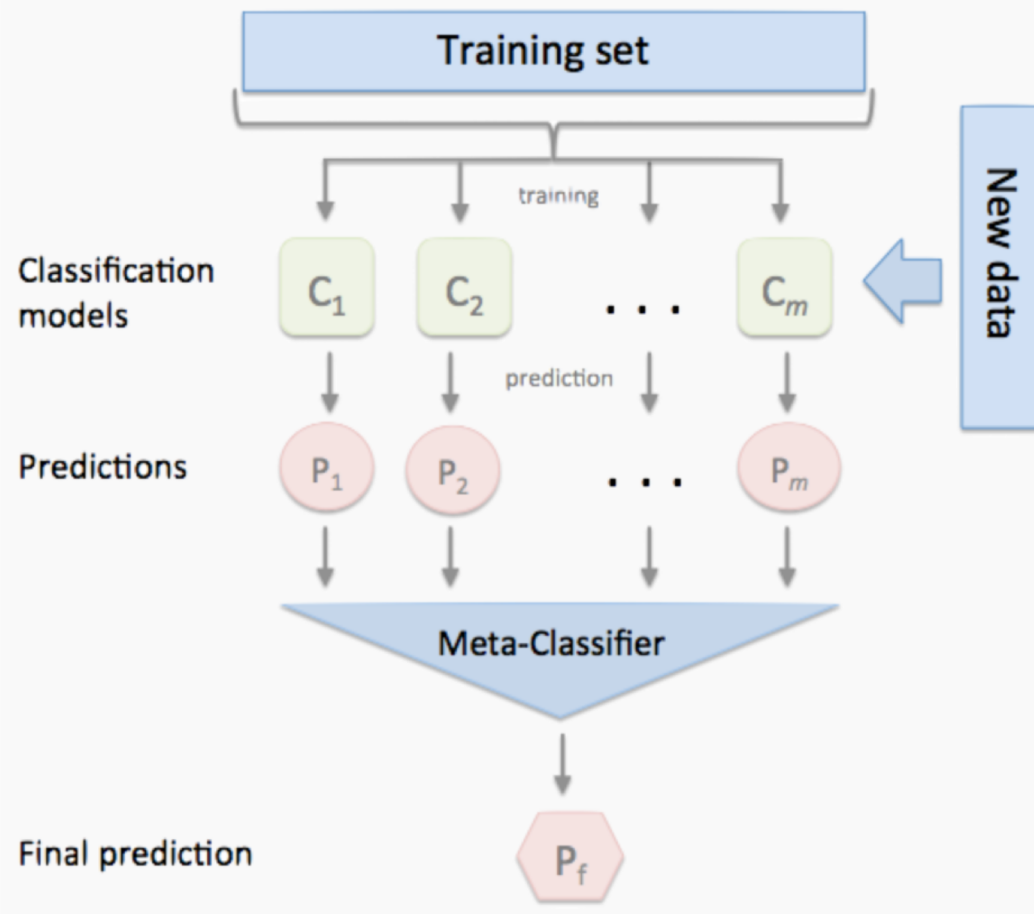 Training set
training
New data
Classification
models
C1
C2
. . .
Cm
prediction
Predictions
P1
P2
. . .
Pm
Meta-Classifier
Final prediction
Pf